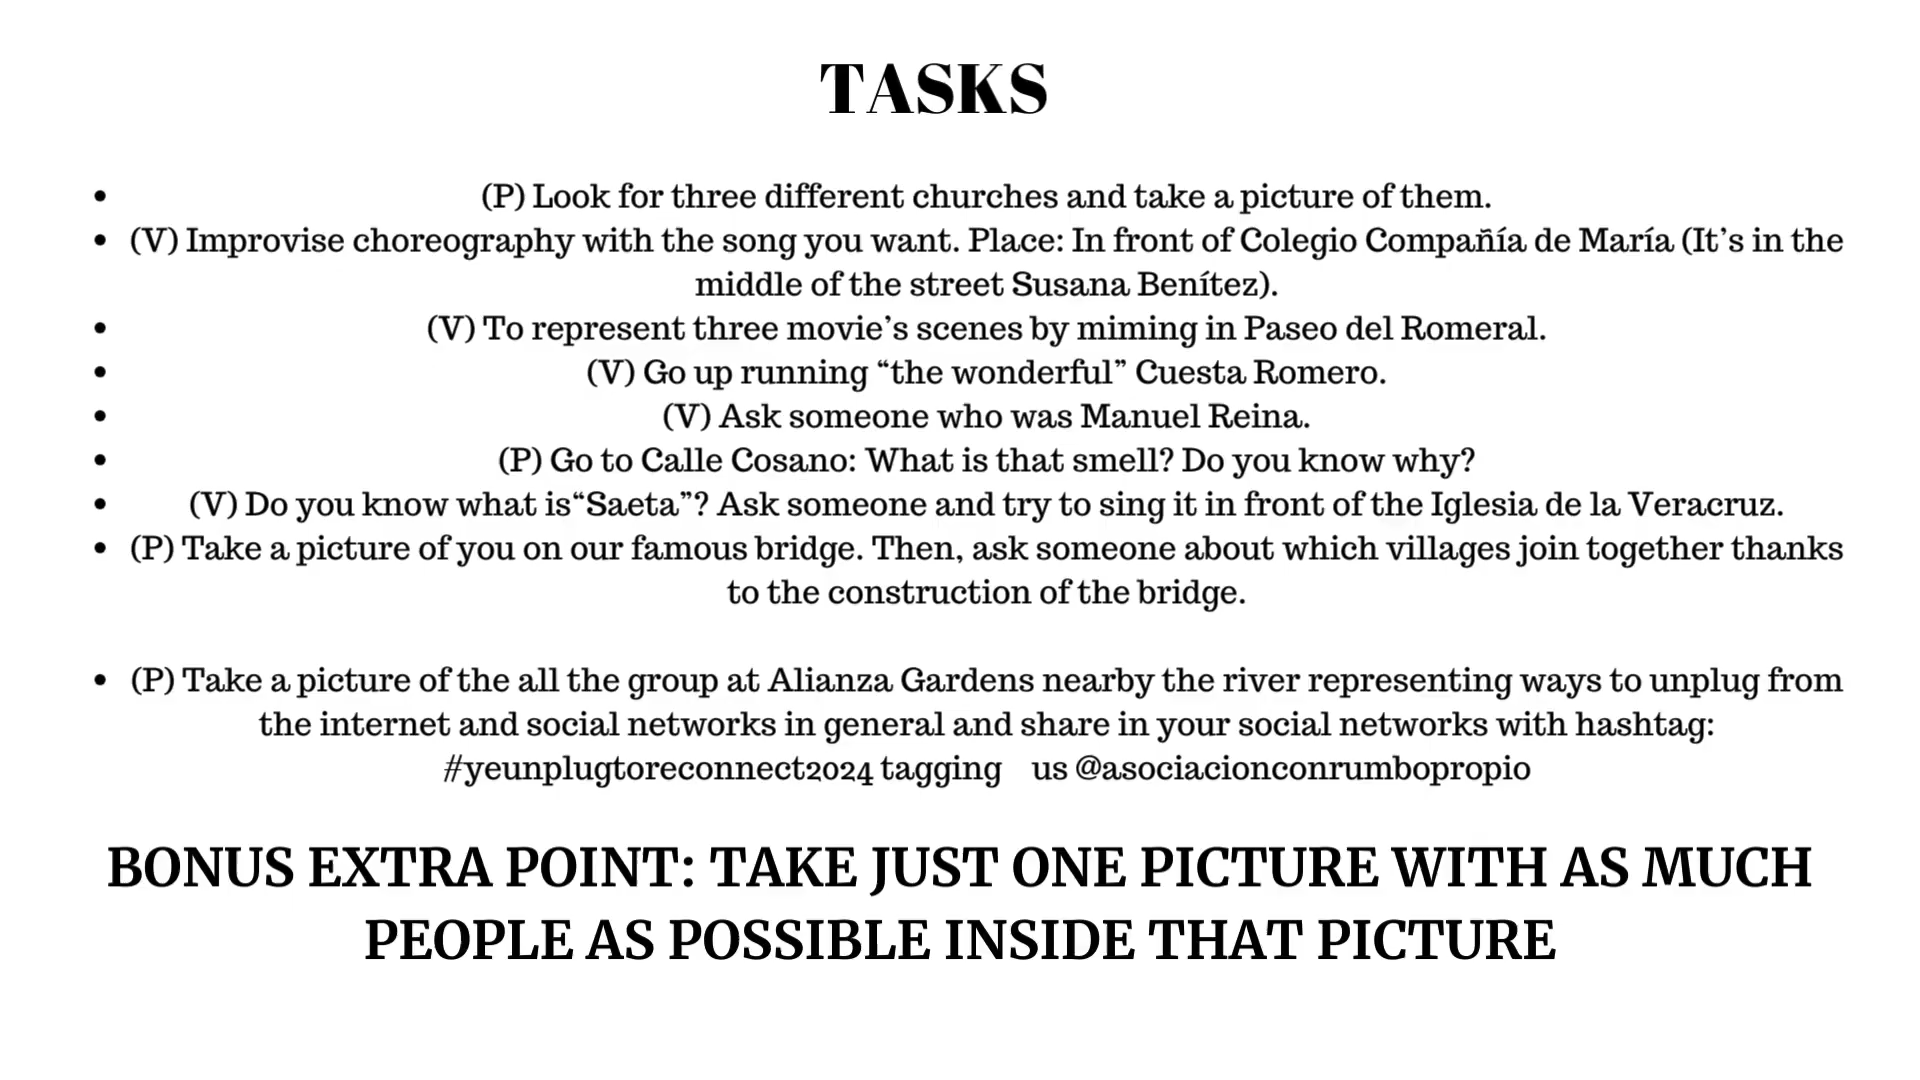 TASKS
• (P) Look for three different churches and take a picture of them.
• (V) Improvise choreography with the song you want. Place: In front of Colegio Compañía de María (It’s in the
middle of the street Susana Benítez).
• (V) To represent three movie’s scenes by miming in Paseo del Romeral.
• (V) Go up running “the wonderful” Cuesta Romero.
• (V) Ask someone who was Manuel Reina.
• (P) Go to Calle Cosano: What is that smell? Do you know why?
• (V) Do you know what is“Saeta”? Ask someone and try to sing it in front of the Iglesia de la Veracruz.
• (P) Take a picture of you on our famous bridge. Then, ask someone about which villages join together thanks
to the construction of the bridge.
• (P) Take a picture of the all the group at Alianza Gardens nearby the river representing ways to unplug from
the internet and social networks in general and share in your social networks with hashtag:
#yeunplugtoreconnect2024 tagging us @asociacionconrumbopropio
BONUS EXTRA POINT: TAKE JUST ONE PICTURE WITH AS MUCH
PEOPLE AS POSSIBLE INSIDE THAT PICTURE